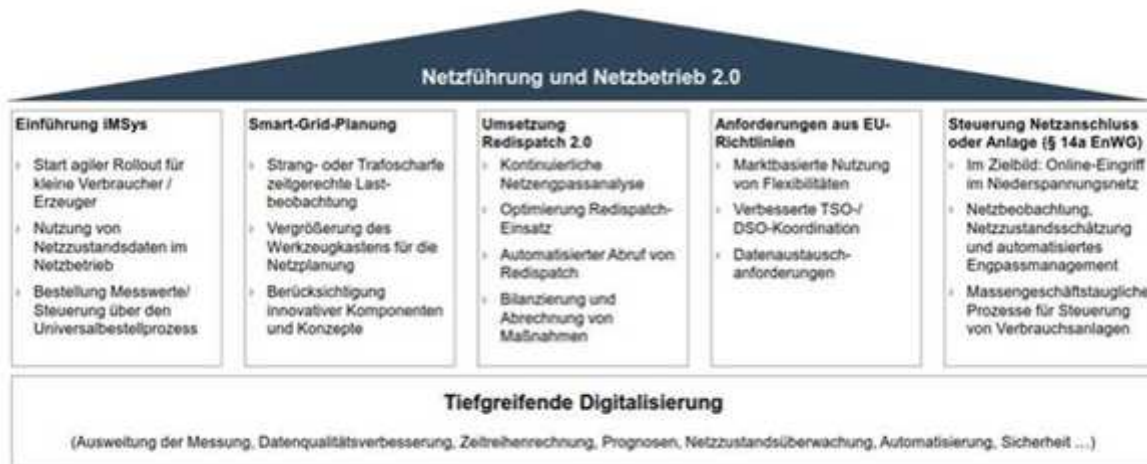 Netzführung und Netzbetrieb 2.0
Einführung iMSys
Start agiler Rollout für
kleine Verbraucher /
Erzeuger
Nutzung von
Netzzustandsdaten im
Netzbetrieb
Bestellung Messwerte/
Steuerung über den
Universalbestellprozess
Smart-Grid-Planung
Strang- oder Trafoscharfe
zeitgerechte Last-
beobachtung
Vergrößerung des
Werkzeugkastens für die
Netzplanung
Berücksichtigung
innovativer Komponenten
und Konzepte
Umsetzung
Redispatch 2.0
Kontinuierliche
Netzengpassanalyse
Optimierung Redispatch-
Einsatz
Automatisierter Abruf von
Redispatch
Bilanzierung und
Abrechnung von
Maßnahmen
Anforderungen aus EU-
Richtlinien
Marktbasierte Nutzung
von Flexibilitäten
Verbesserte TSO-/
DSO-Koordination
Datenaustausch-
anforderungen
Steuerung Netzanschluss
oder Anlage (§ 14a EnWG)
Im Zielbild: Online-Eingriff
im Niederspannungsnetz
Netzbeobachtung,
Netzzustandsschätzung
und automatisiertes
Engpassmanagement
Massengeschäftstaugliche
Prozesse für Steuerung
von Verbrauchsanlagen
Tiefgreifende Digitalisierung
(Ausweitung der Messung, Datenqualitätsverbesserung, Zeitreihenrechnung, Prognosen, Netzzustandsüberwachung, Automatisierung, Sicherheit …)